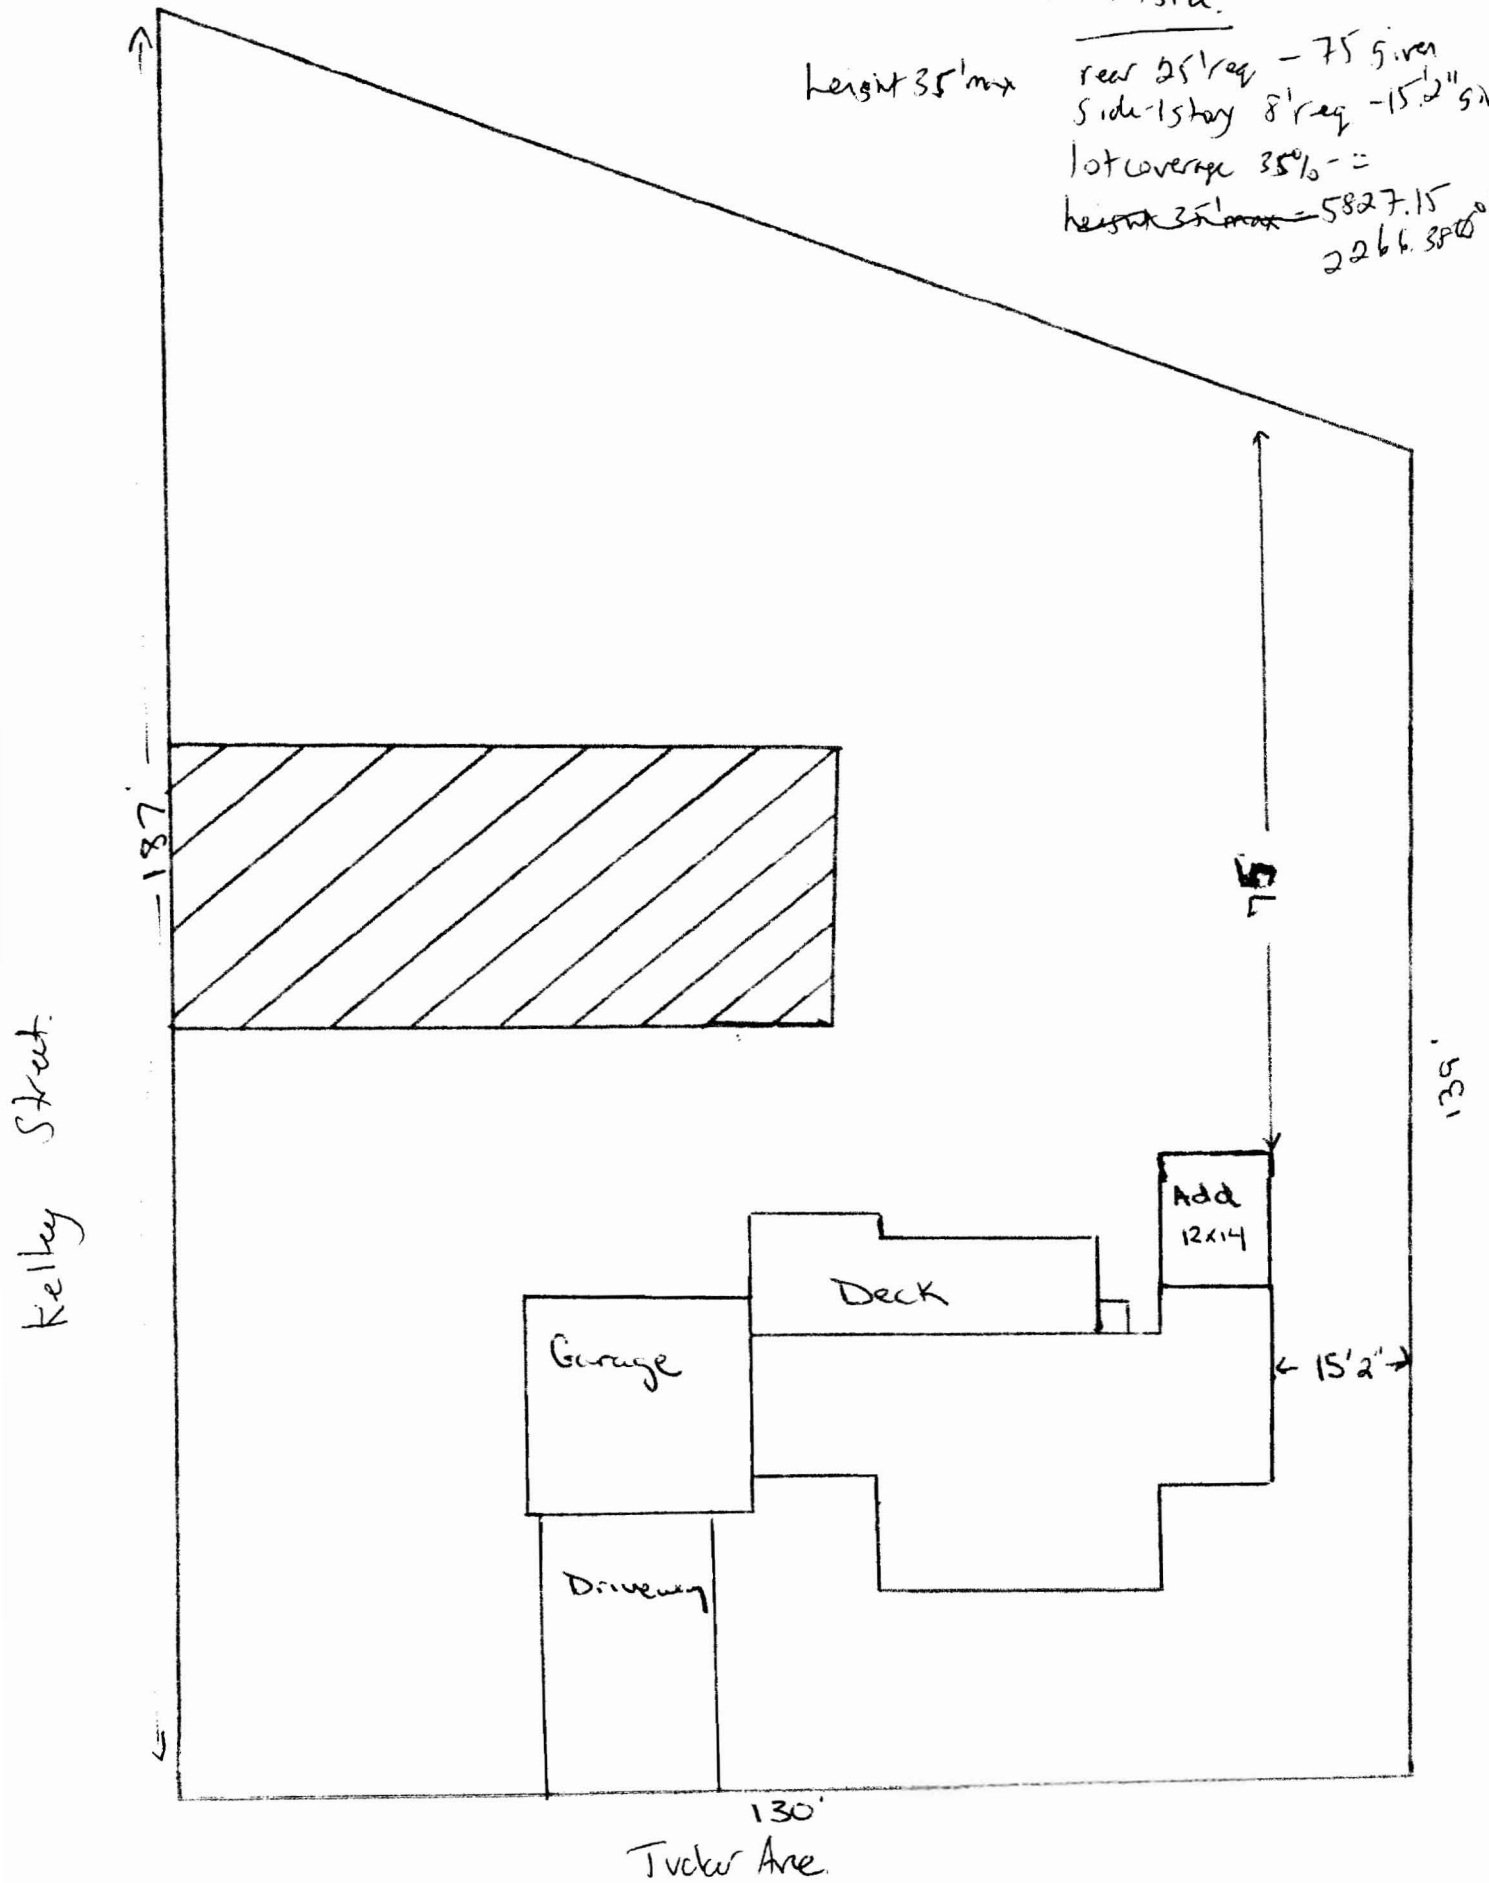 height 35' max
rear 25' req - 75 given
side-1 story 8' req - 15'2"
lot coverage 35% - =
height 35' max = 5827.15
2266.38
187'
75
Kelley Street.
139'
Add
12x14
Deck
Garage
15'2"
Driveway
130'
Tucker Ave.